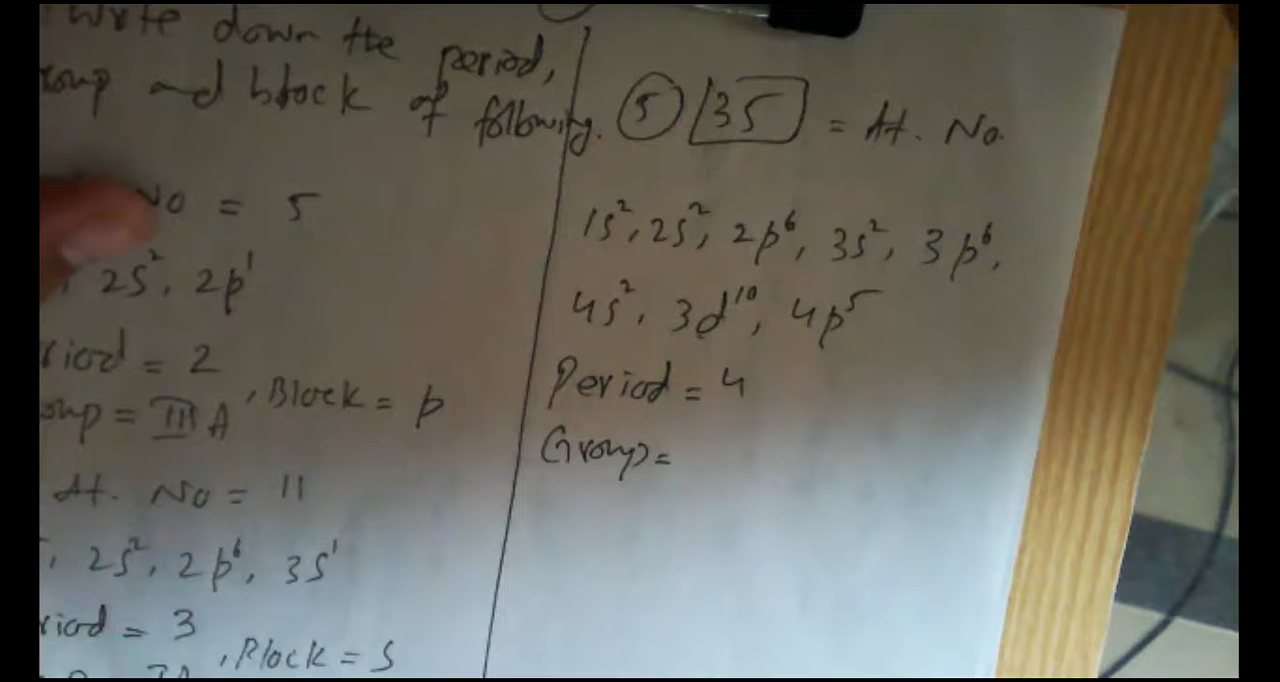 Write down the period,
roup and block of following.
No = 5
2s², 2p¹
riod = 2
oup = III A, Block = p
At. No = 11
, 2s², 2p⁶, 3s¹
riod = 3
, Block = s
(5) 35 = At. No.
1s², 2s², 2p⁶, 3s², 3p⁶,
4s², 3d¹⁰, 4p⁵
Period = 4
Group =